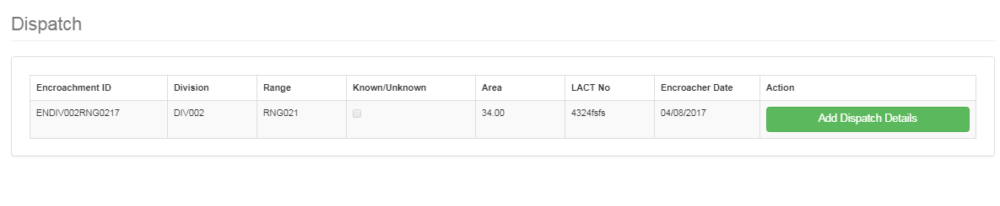 Dispatch
Encroachment ID Division Range Known/Unknown Area LACT No Encroacher Date Action
ENDIV002RNG0217 DIV002 RNG021 34.00 4324fsfs 04/08/2017 Add Dispatch Details